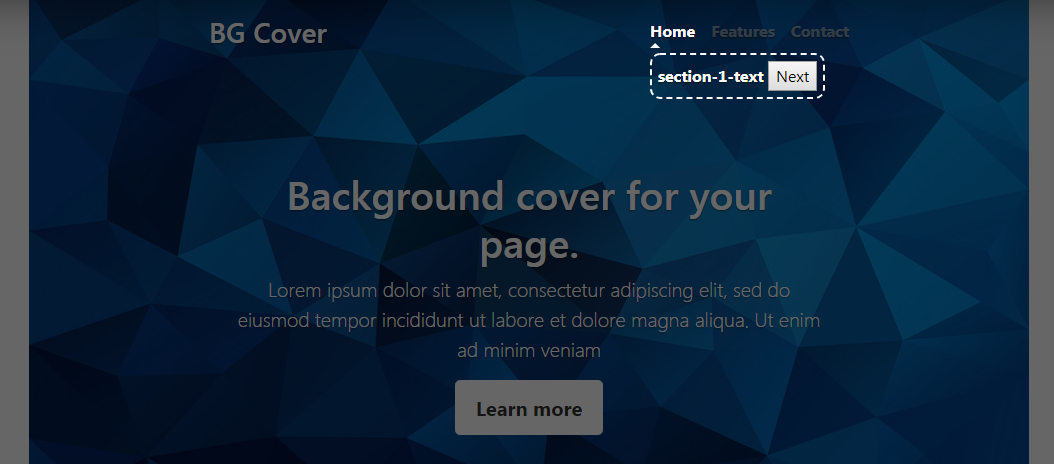 BG Cover
Home Features Contact
section-1-text Next
Background cover for your
page.
Lorem ipsum dolor sit amet, consectetur adipiscing elit, sed do
eiusmod tempor incididunt ut labore et dolore magna aliqua. Ut enim
ad minim veniam
Learn more